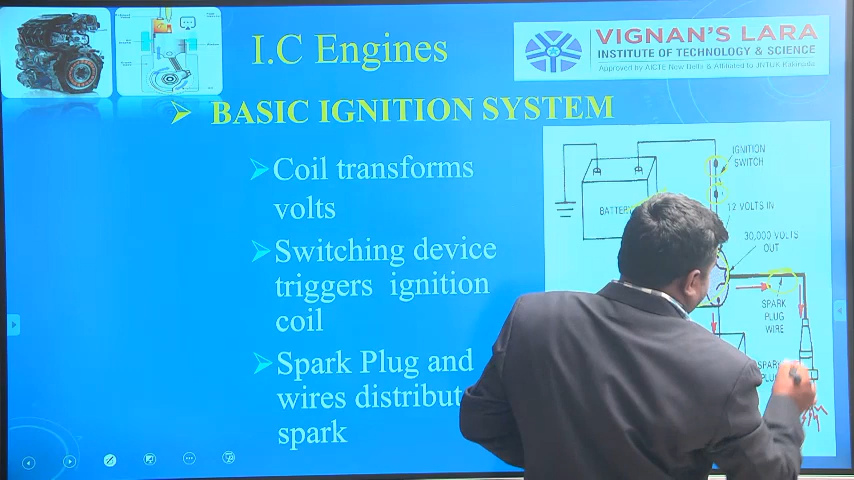 I.C Engines
VIGNAN'S LARA
INSTITUTE OF TECHNOLOGY & SCIENCE
Approved by AICTE New Delhi & Affiliated to JNTUK Kakinada
➢ BASIC IGNITION SYSTEM
➢ Coil transforms
volts
➢ Switching device
triggers ignition
coil
➢ Spark Plug and
wires distribut
spark
IGNITION
SWITCH
BATTERY
12 VOLTS IN
30,000 VOLTS
OUT
SPARK
PLUG
WIRE
SPARK
PLUG